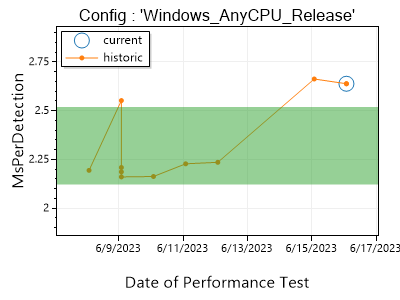 Config : 'Windows_AnyCPU_Release'
current
historic
MsPerDetection
2.75
2.5
2.25
2
6/9/2023 6/11/2023 6/13/2023 6/15/2023 6/17/2023
Date of Performance Test